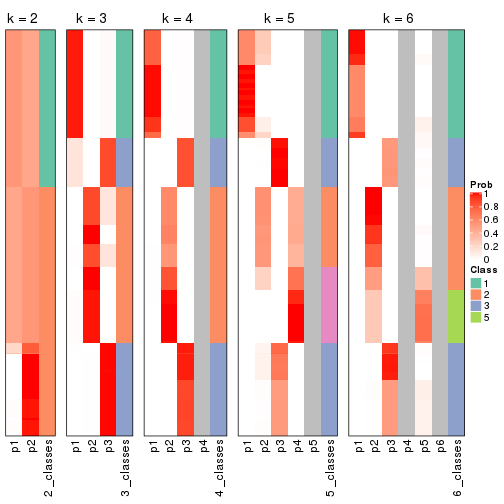 k = 2 k = 3 k = 4 k = 5 k = 6
Prob
1
0.8
0.6
0.4
0.2
0
Class
1
2
3
5
p1 p2 2_classes p1 p2 p3 3_classes p1 p2 p3 p4 4_classes p1 p2 p3 p4 p5 5_classes p1 p2 p3 p4 p5 p6 6_classes